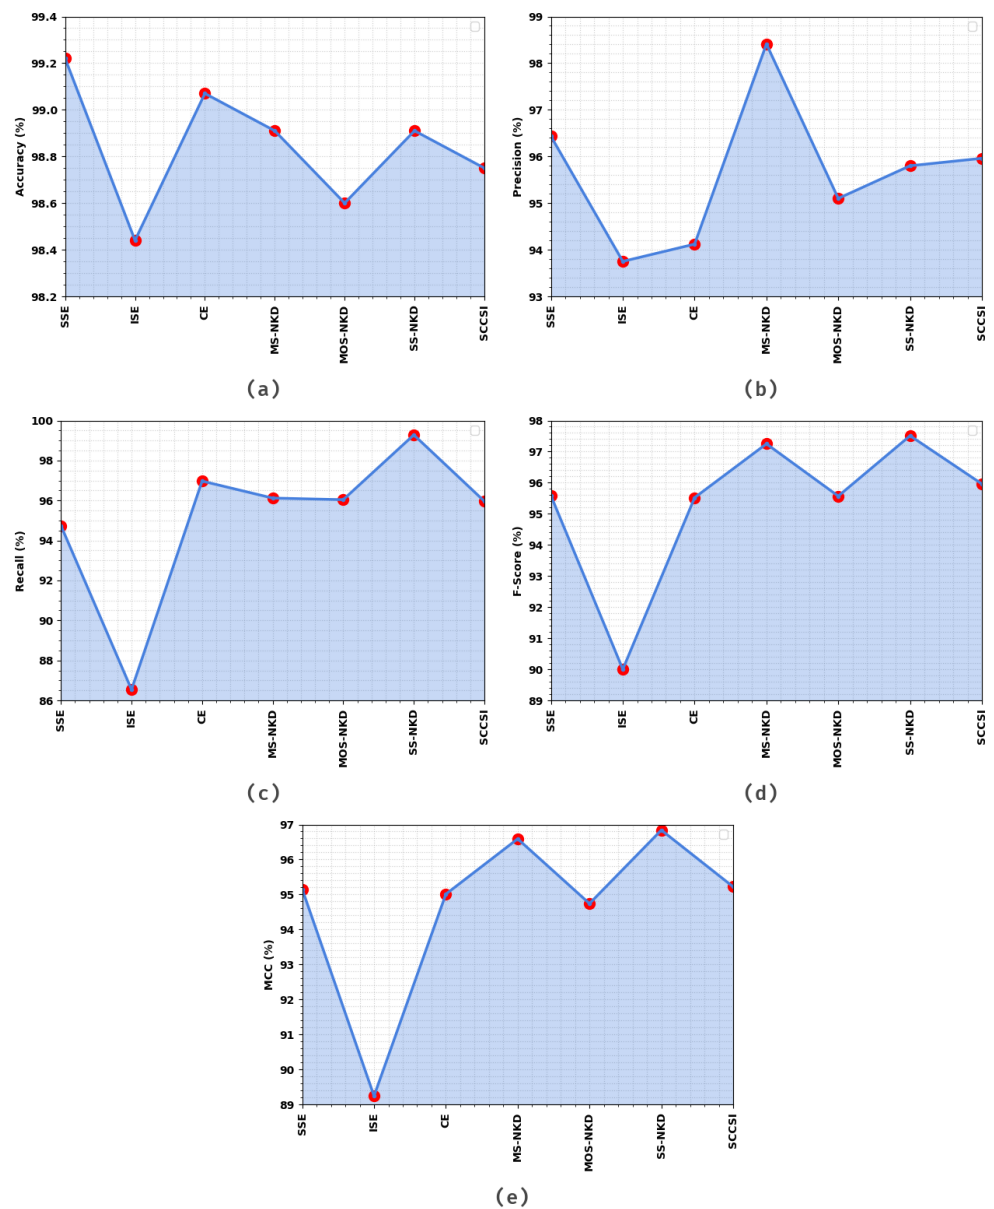 99.4
99.2
99.0
98.8
98.6
98.4
98.2
Accuracy (%)
SSE
ISE
CE
MS-NKD
MOS-NKD
SS-NKD
SCCSI
(a)
99
98
97
96
95
94
93
Precision (%)
SSE
ISE
CE
MS-NKD
MOS-NKD
SS-NKD
SCCSI
(b)
100
98
96
94
92
90
88
86
Recall (%)
SSE
ISE
CE
MS-NKD
MOS-NKD
SS-NKD
SCCSI
(c)
98
97
96
95
94
93
92
91
90
89
F-Score (%)
SSE
ISE
CE
MS-NKD
MOS-NKD
SS-NKD
SCCSI
(d)
97
96
95
94
93
92
91
90
89
MCC (%)
SSE
ISE
CE
MS-NKD
MOS-NKD
SS-NKD
SCCSI
(e)